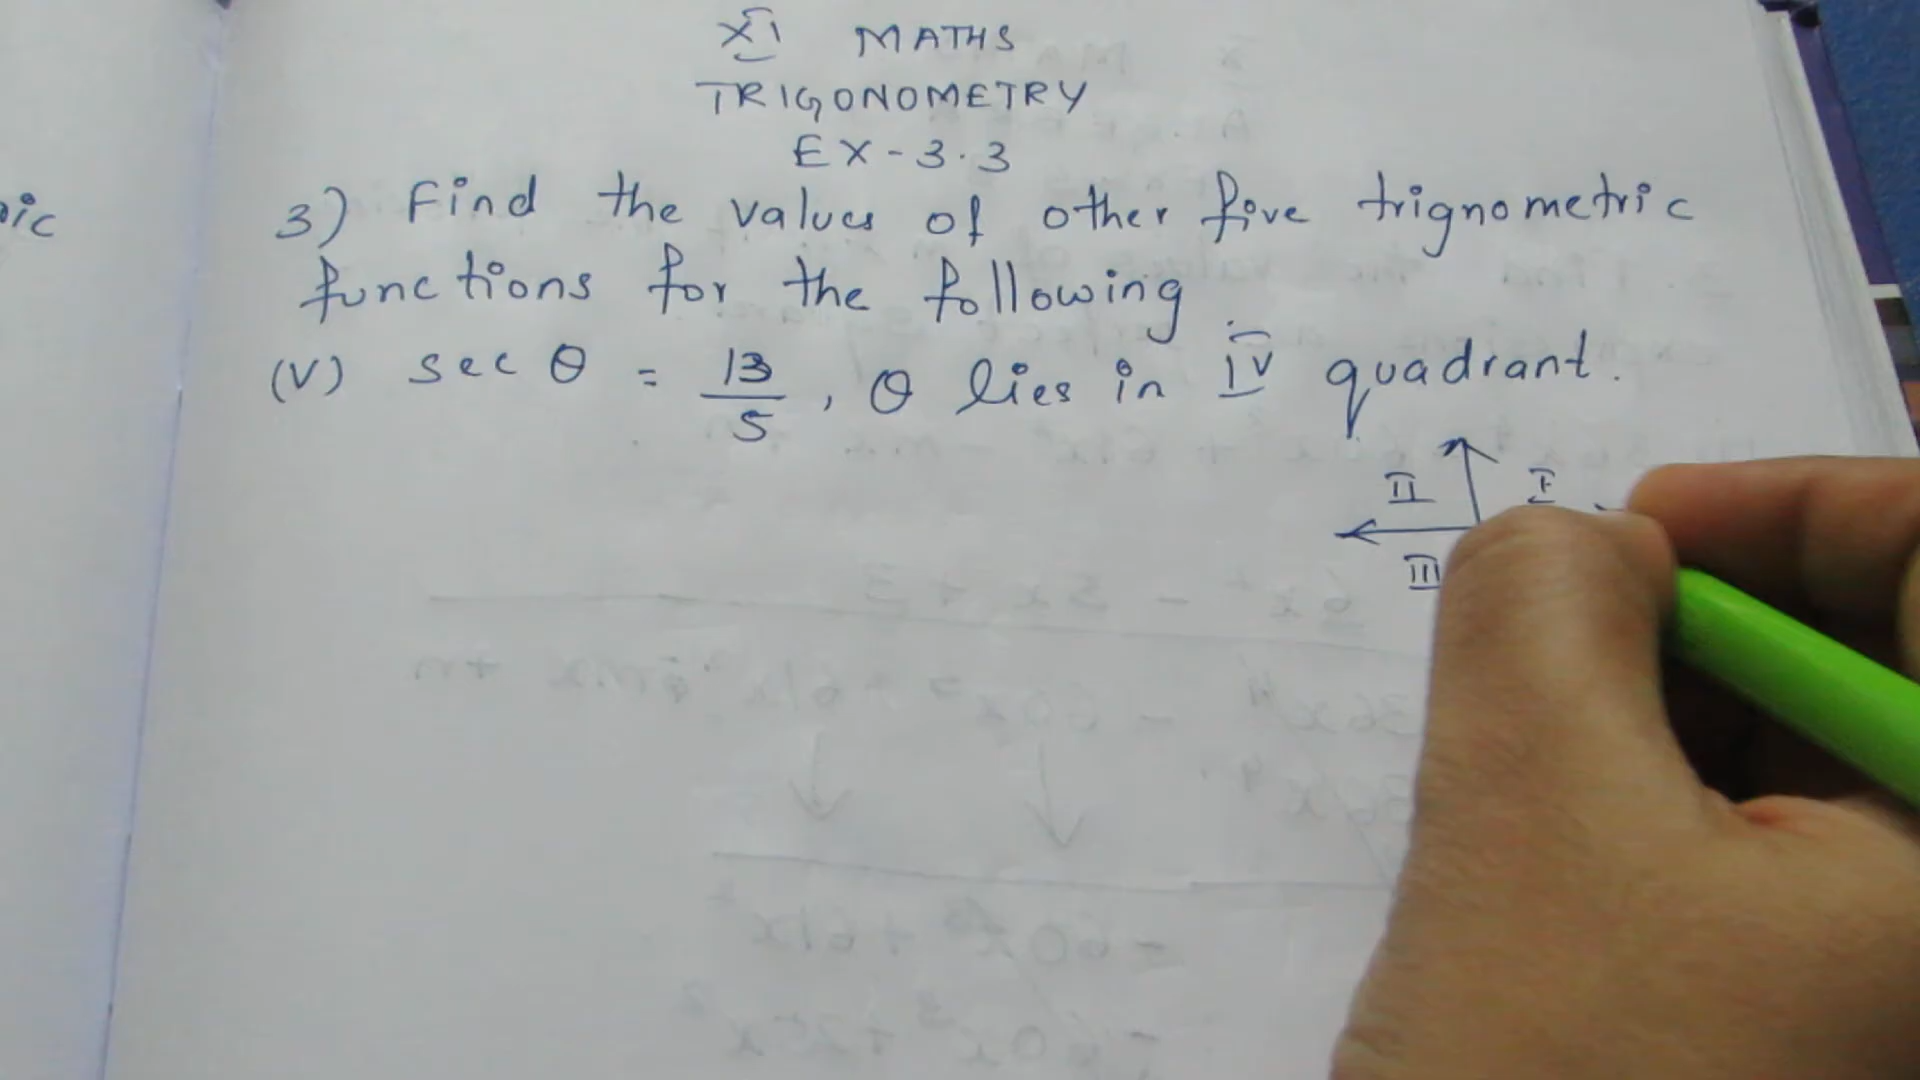 XI MATHS
TRIGONOMETRY
EX-3.3
3) Find the values of other five trignometric
functions for the following
(V) sec θ = 13/5, θ lies in IV quadrant.
II I
III